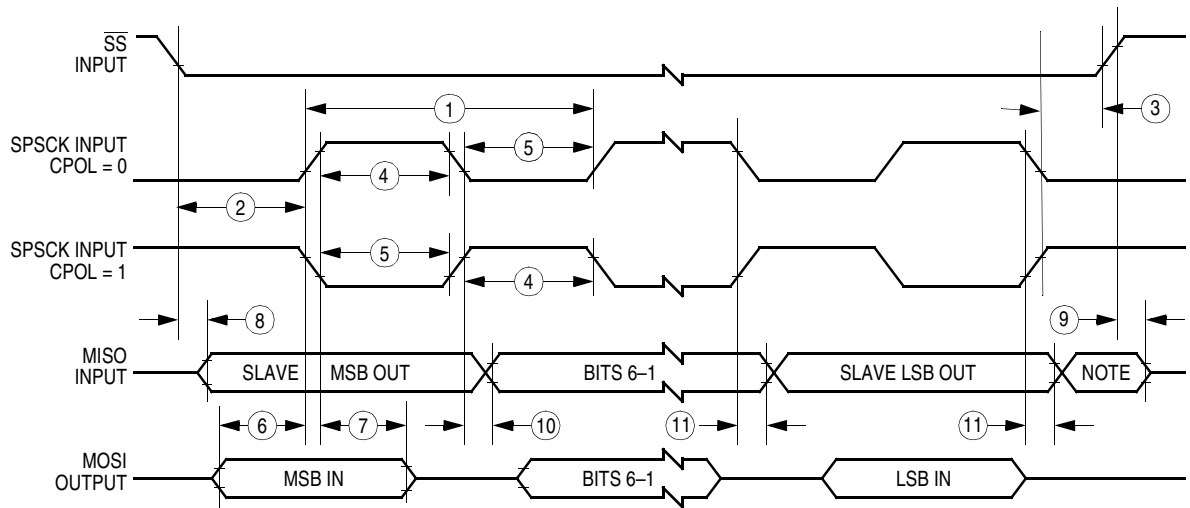 SS
INPUT
1
3
SPSCK INPUT
CPOL = 0
5
4
2
SPSCK INPUT
CPOL = 1
5
4
8
9
MISO
INPUT
SLAVE MSB OUT
BITS 6–1
SLAVE LSB OUT
NOTE
6
7
10
11
11
MOSI
OUTPUT
MSB IN
BITS 6–1
LSB IN